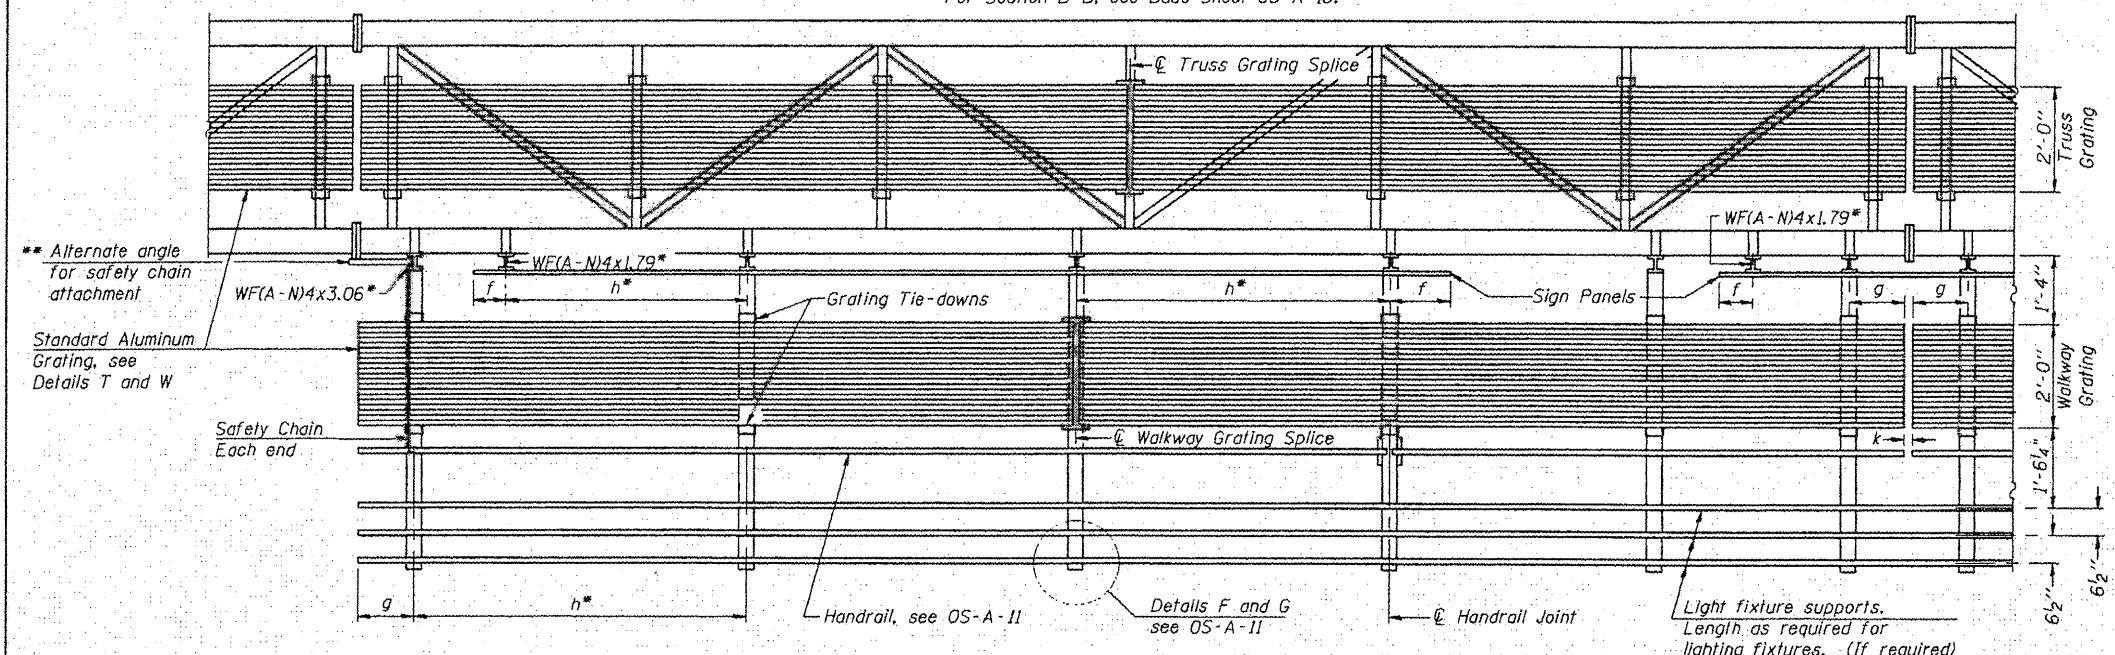 For Section B-B, see Base Sheet OS-A-10.
℄ Truss Grating Splice
2'-0"
Truss
Grating
WF(A-N)4x1.79*
** Alternate angle
for safety chain
attachment
WF(A-N)4x3.06*
WF(A-N)4x1.79*
f
h*
Grating Tie-downs
h*
f
Sign Panels
f
g
g
1'-4"
Standard Aluminum
Grating, see
Details T and W
2'-0"
Walkway
Grating
Safety Chain
Each end
℄ Walkway Grating Splice
k
1'-6¼"
g
h*
Handrail, see OS-A-11
Details F and G
see OS-A-11
℄ Handrail Joint
Light fixture supports.
Length as required for
lighting fixtures. (If required)
6½"
6½"